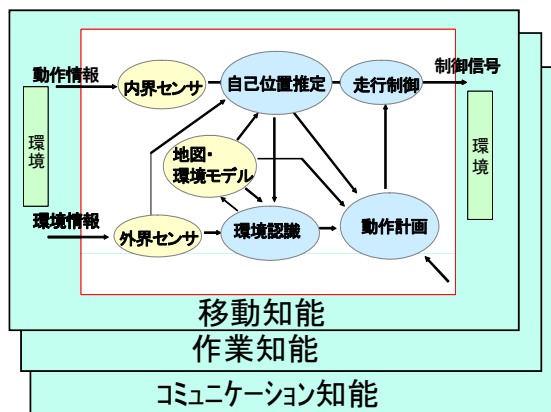 動作情報
内界センサ
自己位置推定
走行制御
制御信号
環境
地図・
環境モデル
環境
環境情報
外界センサ
環境認識
動作計画
移動知能
作業知能
コミュニケーション知能